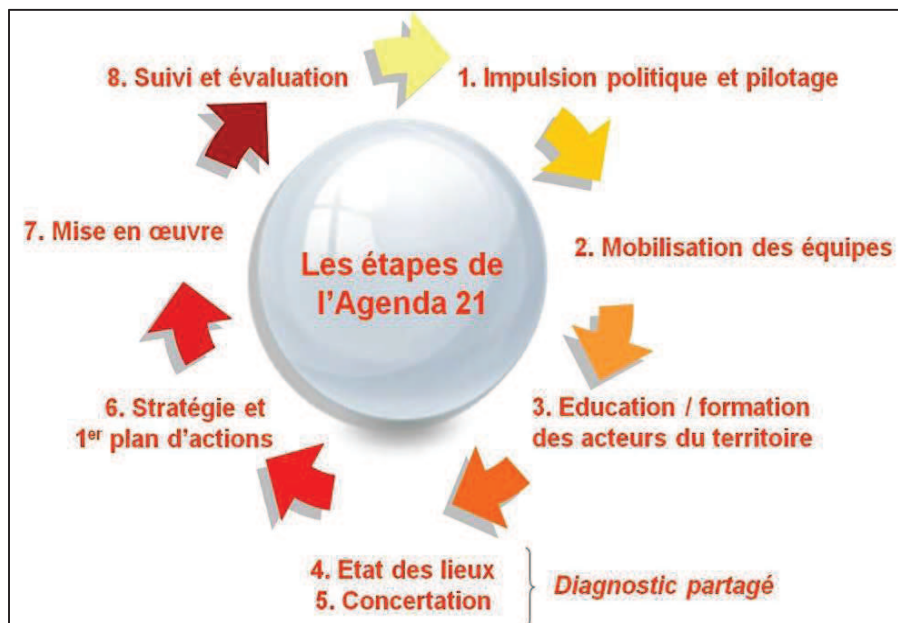 8. Suivi et évaluation
1. Impulsion politique et pilotage
7. Mise en œuvre
2. Mobilisation des équipes
Les étapes de
l’Agenda 21
6. Stratégie et
1er plan d’actions
3. Education / formation
des acteurs du territoire
4. Etat des lieux
5. Concertation
Diagnostic partagé